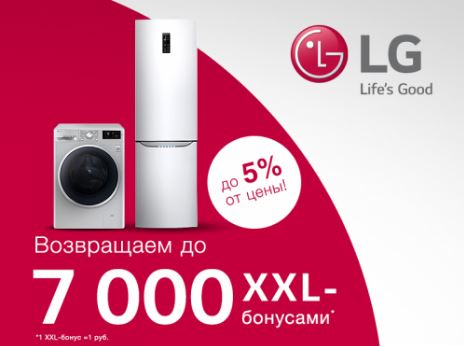 LG
Life's Good
до 5%
от цены!
Возвращаем до
7 000 XXL-
бонусами*
*1 XXL-бонус =1 руб.